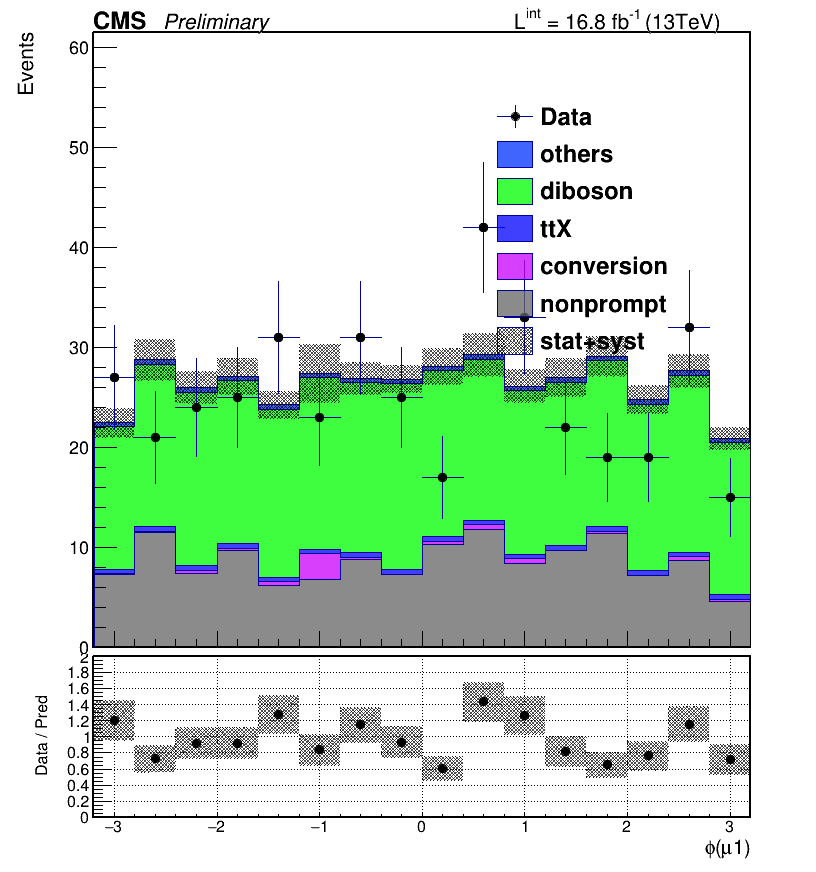 CMS Preliminary L^int = 16.8 fb^-1 (13TeV)
Events
60
50
40
30
20
10
0
Data
others
diboson
ttX
conversion
nonprompt
stat+syst
Data / Pred
2
1.8
1.6
1.4
1.2
1
0.8
0.6
0.4
0.2
0
−3 −2 −1 0 1 2 3
ϕ(μ1)